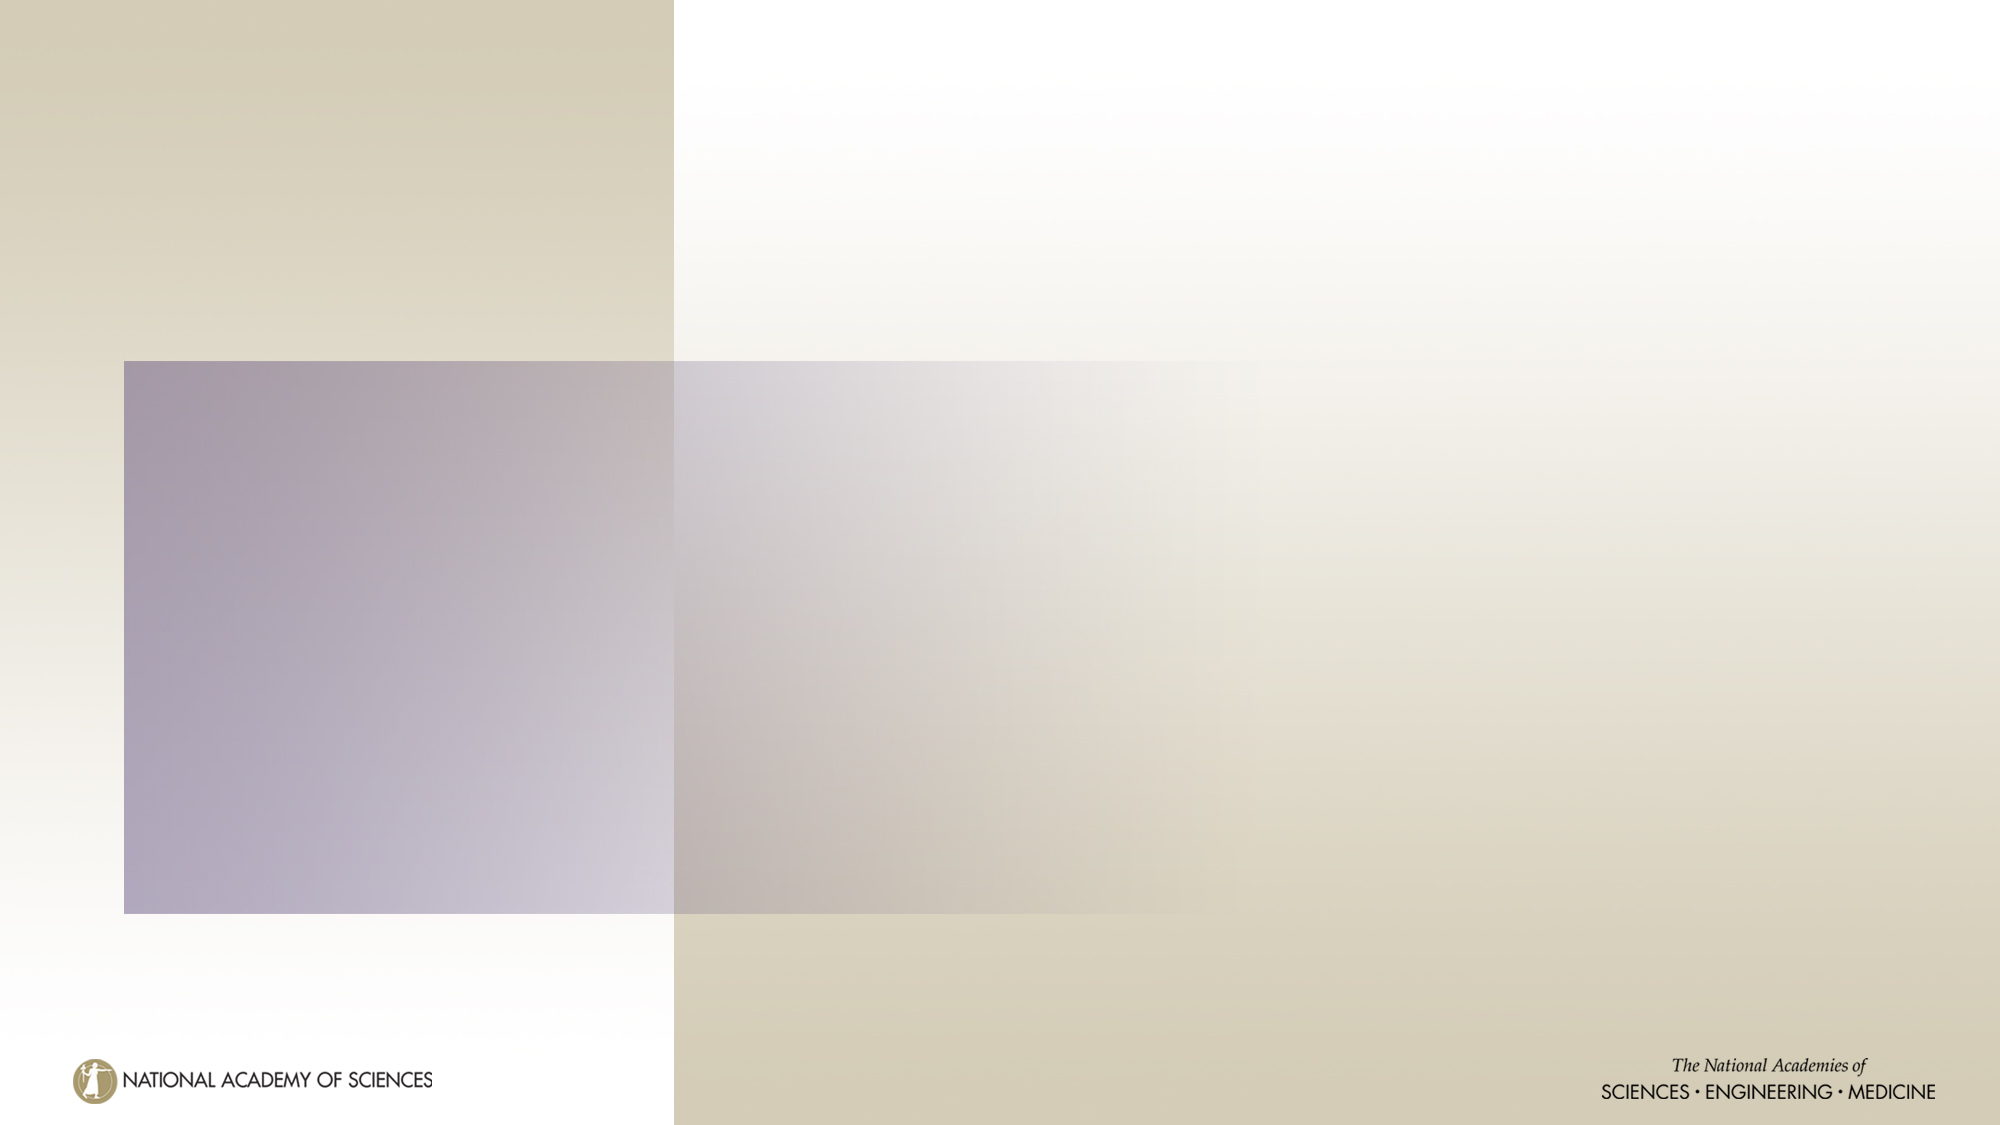 NATIONAL ACADEMY OF SCIENCES
The National Academies of
SCIENCES • ENGINEERING • MEDICINE